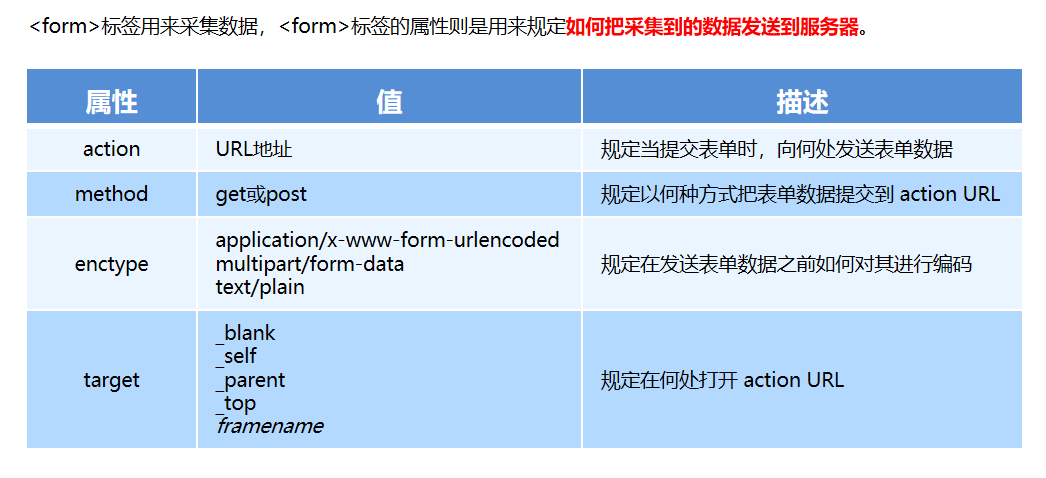 <form>标签用来采集数据，<form>标签的属性则是用来规定如何把采集到的数据发送到服务器。
属性 值 描述
action URL地址 规定当提交表单时，向何处发送表单数据
method get或post 规定以何种方式把表单数据提交到 action URL
enctype
application/x-www-form-urlencoded
multipart/form-data
text/plain
规定在发送表单数据之前如何对其进行编码
target
_blank
_self
_parent
_top
framename
规定在何处打开 action URL